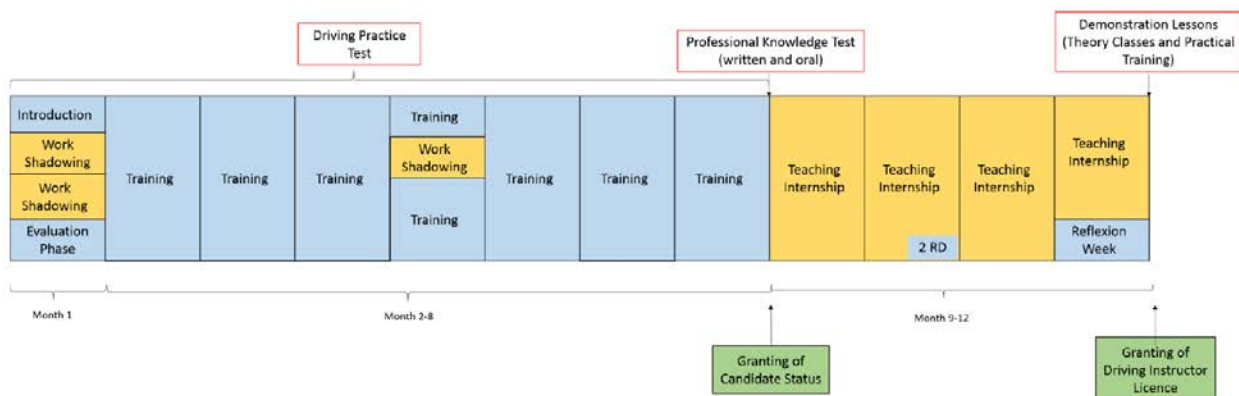 Driving Practice
Test
Professional Knowledge Test
(written and oral)
Demonstration Lessons
(Theory Classes and Practical
Training)
Introduction
Work
Shadowing
Work
Shadowing
Evaluation
Phase
Training
Training
Training
Training
Work
Shadowing
Training
Training
Training
Training
Teaching
Internship
Teaching
Internship
2 RD
Teaching
Internship
Teaching
Internship
Reflexion
Week
Month 1
Month 2-8
Month 9-12
Granting of
Candidate Status
Granting of
Driving Instructor
Licence